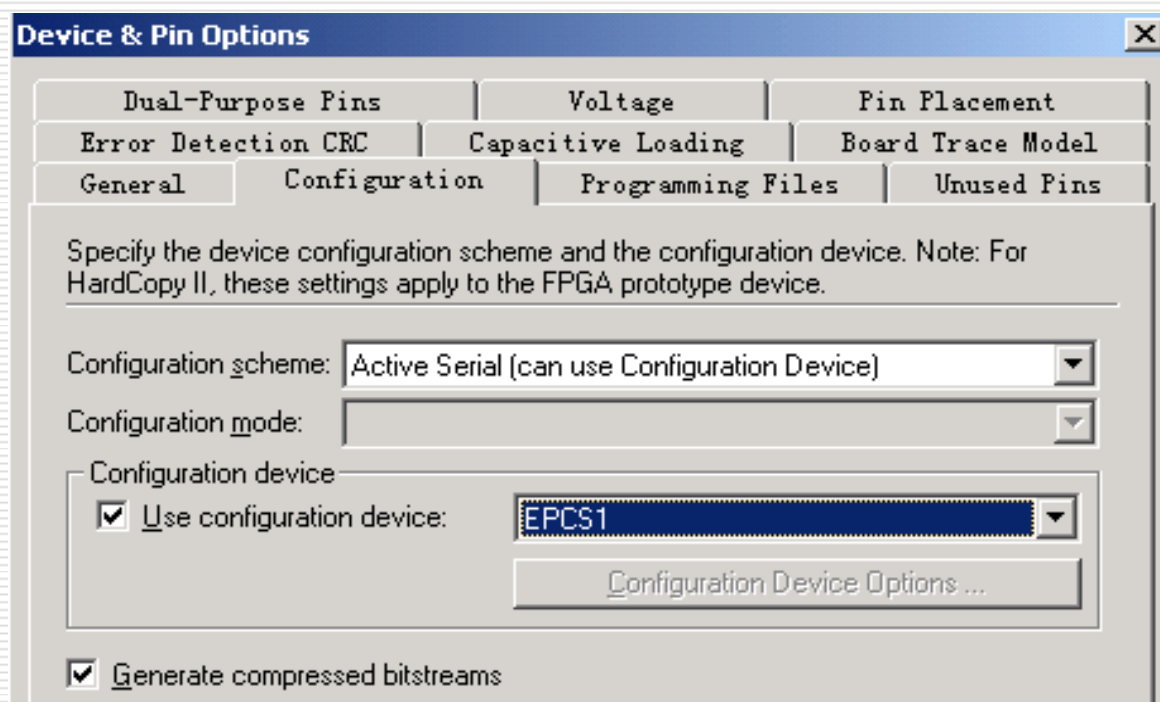 Device & Pin Options
Dual-Purpose Pins
Voltage
Pin Placement
Error Detection CRC
Capacitive Loading
Board Trace Model
General
Configuration
Programming Files
Unused Pins
Specify the device configuration scheme and the configuration device. Note: For
HardCopy II, these settings apply to the FPGA prototype device.
Configuration scheme: Active Serial (can use Configuration Device)
Configuration mode:
Configuration device
Use configuration device: EPCS1
Configuration Device Options ...
Generate compressed bitstreams